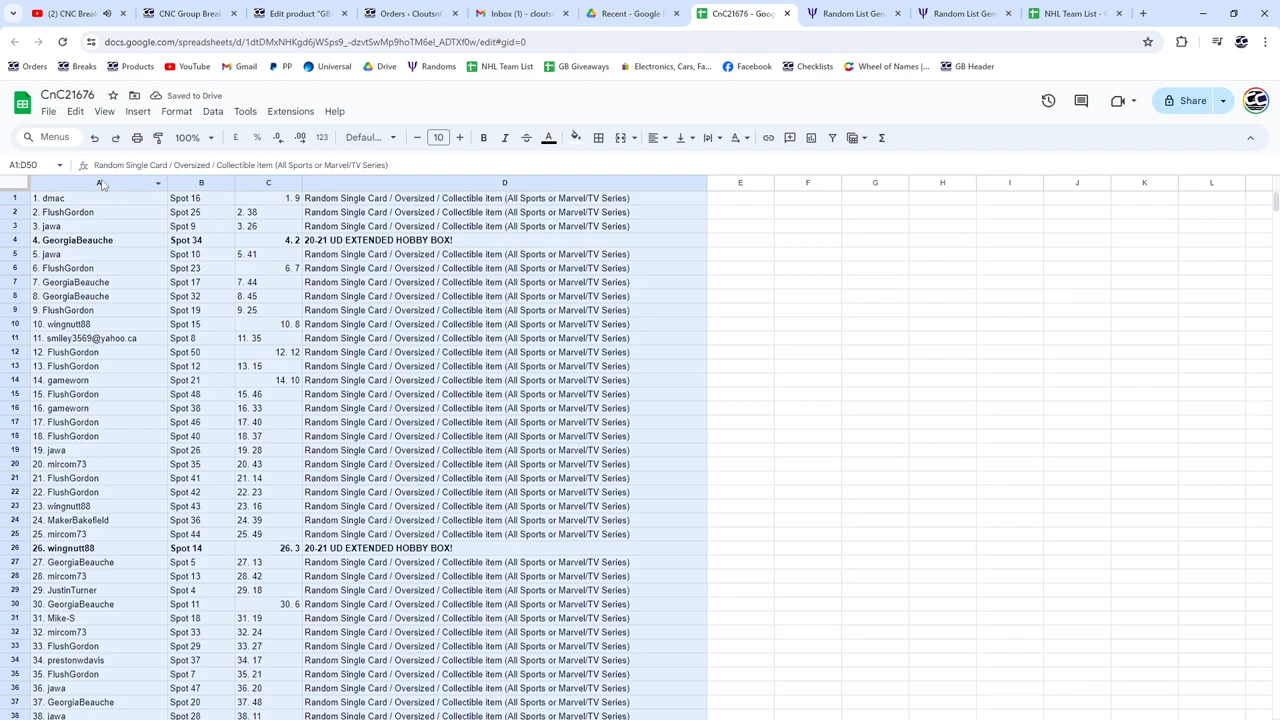 (2) CNC Break
CNC Group Break
Edit product "GB
Orders < CloutsnC
Inbox (1) - clouts
Recent - Google
CnC21676 - Goog
Random List Gen
Random List Gen
NHL Team List -
docs.google.com/spreadsheets/d/1dtDMxNHKgd6jWSps9_-dzvtSwMp9hoTM6el_ADTXf0w/edit#gid=0
Orders
Breaks
Products
YouTube
Gmail
PP
Universal
Drive
Randoms
NHL Team List
GB Giveaways
Electronics, Cars, Fa...
Facebook
Checklists
Wheel of Names |...
GB Header
CnC21676
Saved to Drive
File Edit View Insert Format Data Tools Extensions Help
Share
Menus
100%
£ % .0 .00 123
Defaul...
10
A1:D50
Random Single Card / Oversized / Collectible item (All Sports or Marvel/TV Series)
A B C D E F G H I J K L
1 1. dmac Spot 16 1. 9 Random Single Card / Oversized / Collectible item (All Sports or Marvel/TV Series)
2 2. FlushGordon Spot 25 2. 38 Random Single Card / Oversized / Collectible item (All Sports or Marvel/TV Series)
3 3. jawa Spot 9 3. 26 Random Single Card / Oversized / Collectible item (All Sports or Marvel/TV Series)
4 4. GeorgiaBeauche Spot 34 4. 2 20-21 UD EXTENDED HOBBY BOX!
5 5. jawa Spot 10 5. 41 Random Single Card / Oversized / Collectible item (All Sports or Marvel/TV Series)
6 6. FlushGordon Spot 23 6. 7 Random Single Card / Oversized / Collectible item (All Sports or Marvel/TV Series)
7 7. GeorgiaBeauche Spot 17 7. 44 Random Single Card / Oversized / Collectible item (All Sports or Marvel/TV Series)
8 8. GeorgiaBeauche Spot 32 8. 45 Random Single Card / Oversized / Collectible item (All Sports or Marvel/TV Series)
9 9. FlushGordon Spot 19 9. 25 Random Single Card / Oversized / Collectible item (All Sports or Marvel/TV Series)
10 10. wingnutt88 Spot 15 10. 8 Random Single Card / Oversized / Collectible item (All Sports or Marvel/TV Series)
11 11. smiley3569@yahoo.ca Spot 8 11. 35 Random Single Card / Oversized / Collectible item (All Sports or Marvel/TV Series)
12 12. FlushGordon Spot 50 12. 12 Random Single Card / Oversized / Collectible item (All Sports or Marvel/TV Series)
13 13. FlushGordon Spot 12 13. 15 Random Single Card / Oversized / Collectible item (All Sports or Marvel/TV Series)
14 14. gameworn Spot 21 14. 10 Random Single Card / Oversized / Collectible item (All Sports or Marvel/TV Series)
15 15. FlushGordon Spot 48 15. 46 Random Single Card / Oversized / Collectible item (All Sports or Marvel/TV Series)
16 16. gameworn Spot 38 16. 33 Random Single Card / Oversized / Collectible item (All Sports or Marvel/TV Series)
17 17. FlushGordon Spot 46 17. 40 Random Single Card / Oversized / Collectible item (All Sports or Marvel/TV Series)
18 18. FlushGordon Spot 40 18. 37 Random Single Card / Oversized / Collectible item (All Sports or Marvel/TV Series)
19 19. jawa Spot 26 19. 28 Random Single Card / Oversized / Collectible item (All Sports or Marvel/TV Series)
20 20. mircom73 Spot 35 20. 43 Random Single Card / Oversized / Collectible item (All Sports or Marvel/TV Series)
21 21. FlushGordon Spot 41 21. 14 Random Single Card / Oversized / Collectible item (All Sports or Marvel/TV Series)
22 22. FlushGordon Spot 42 22. 23 Random Single Card / Oversized / Collectible item (All Sports or Marvel/TV Series)
23 23. wingnutt88 Spot 43 23. 16 Random Single Card / Oversized / Collectible item (All Sports or Marvel/TV Series)
24 24. MakerBakefield Spot 36 24. 39 Random Single Card / Oversized / Collectible item (All Sports or Marvel/TV Series)
25 25. mircom73 Spot 44 25. 49 Random Single Card / Oversized / Collectible item (All Sports or Marvel/TV Series)
26 26. wingnutt88 Spot 14 26. 3 20-21 UD EXTENDED HOBBY BOX!
27 27. GeorgiaBeauche Spot 5 27. 13 Random Single Card / Oversized / Collectible item (All Sports or Marvel/TV Series)
28 28. mircom73 Spot 13 28. 42 Random Single Card / Oversized / Collectible item (All Sports or Marvel/TV Series)
29 29. JustinTurner Spot 4 29. 18 Random Single Card / Oversized / Collectible item (All Sports or Marvel/TV Series)
30 30. GeorgiaBeauche Spot 11 30. 6 Random Single Card / Oversized / Collectible item (All Sports or Marvel/TV Series)
31 31. Mike-S Spot 18 31. 19 Random Single Card / Oversized / Collectible item (All Sports or Marvel/TV Series)
32 32. mircom73 Spot 33 32. 24 Random Single Card / Oversized / Collectible item (All Sports or Marvel/TV Series)
33 33. FlushGordon Spot 29 33. 27 Random Single Card / Oversized / Collectible item (All Sports or Marvel/TV Series)
34 34. prestonwdavis Spot 37 34. 17 Random Single Card / Oversized / Collectible item (All Sports or Marvel/TV Series)
35 35. FlushGordon Spot 7 35. 21 Random Single Card / Oversized / Collectible item (All Sports or Marvel/TV Series)
36 36. jawa Spot 47 36. 20 Random Single Card / Oversized / Collectible item (All Sports or Marvel/TV Series)
37 37. GeorgiaBeauche Spot 20 37. 48 Random Single Card / Oversized / Collectible item (All Sports or Marvel/TV Series)
38 38. jawa Spot 28 38. 11 Random Single Card / Oversized / Collectible item (All Sports or Marvel/TV Series)